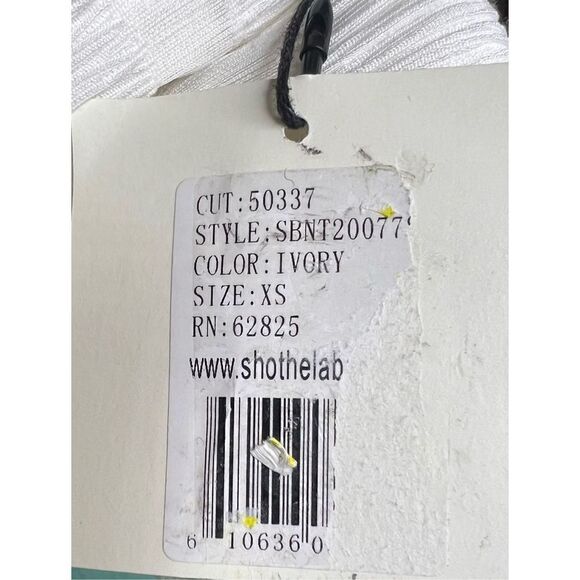 CUT:50337
STYLE:SBNT20077
COLOR:IVORY
SIZE:XS
RN:62825
www.shothelab
6 10636 0